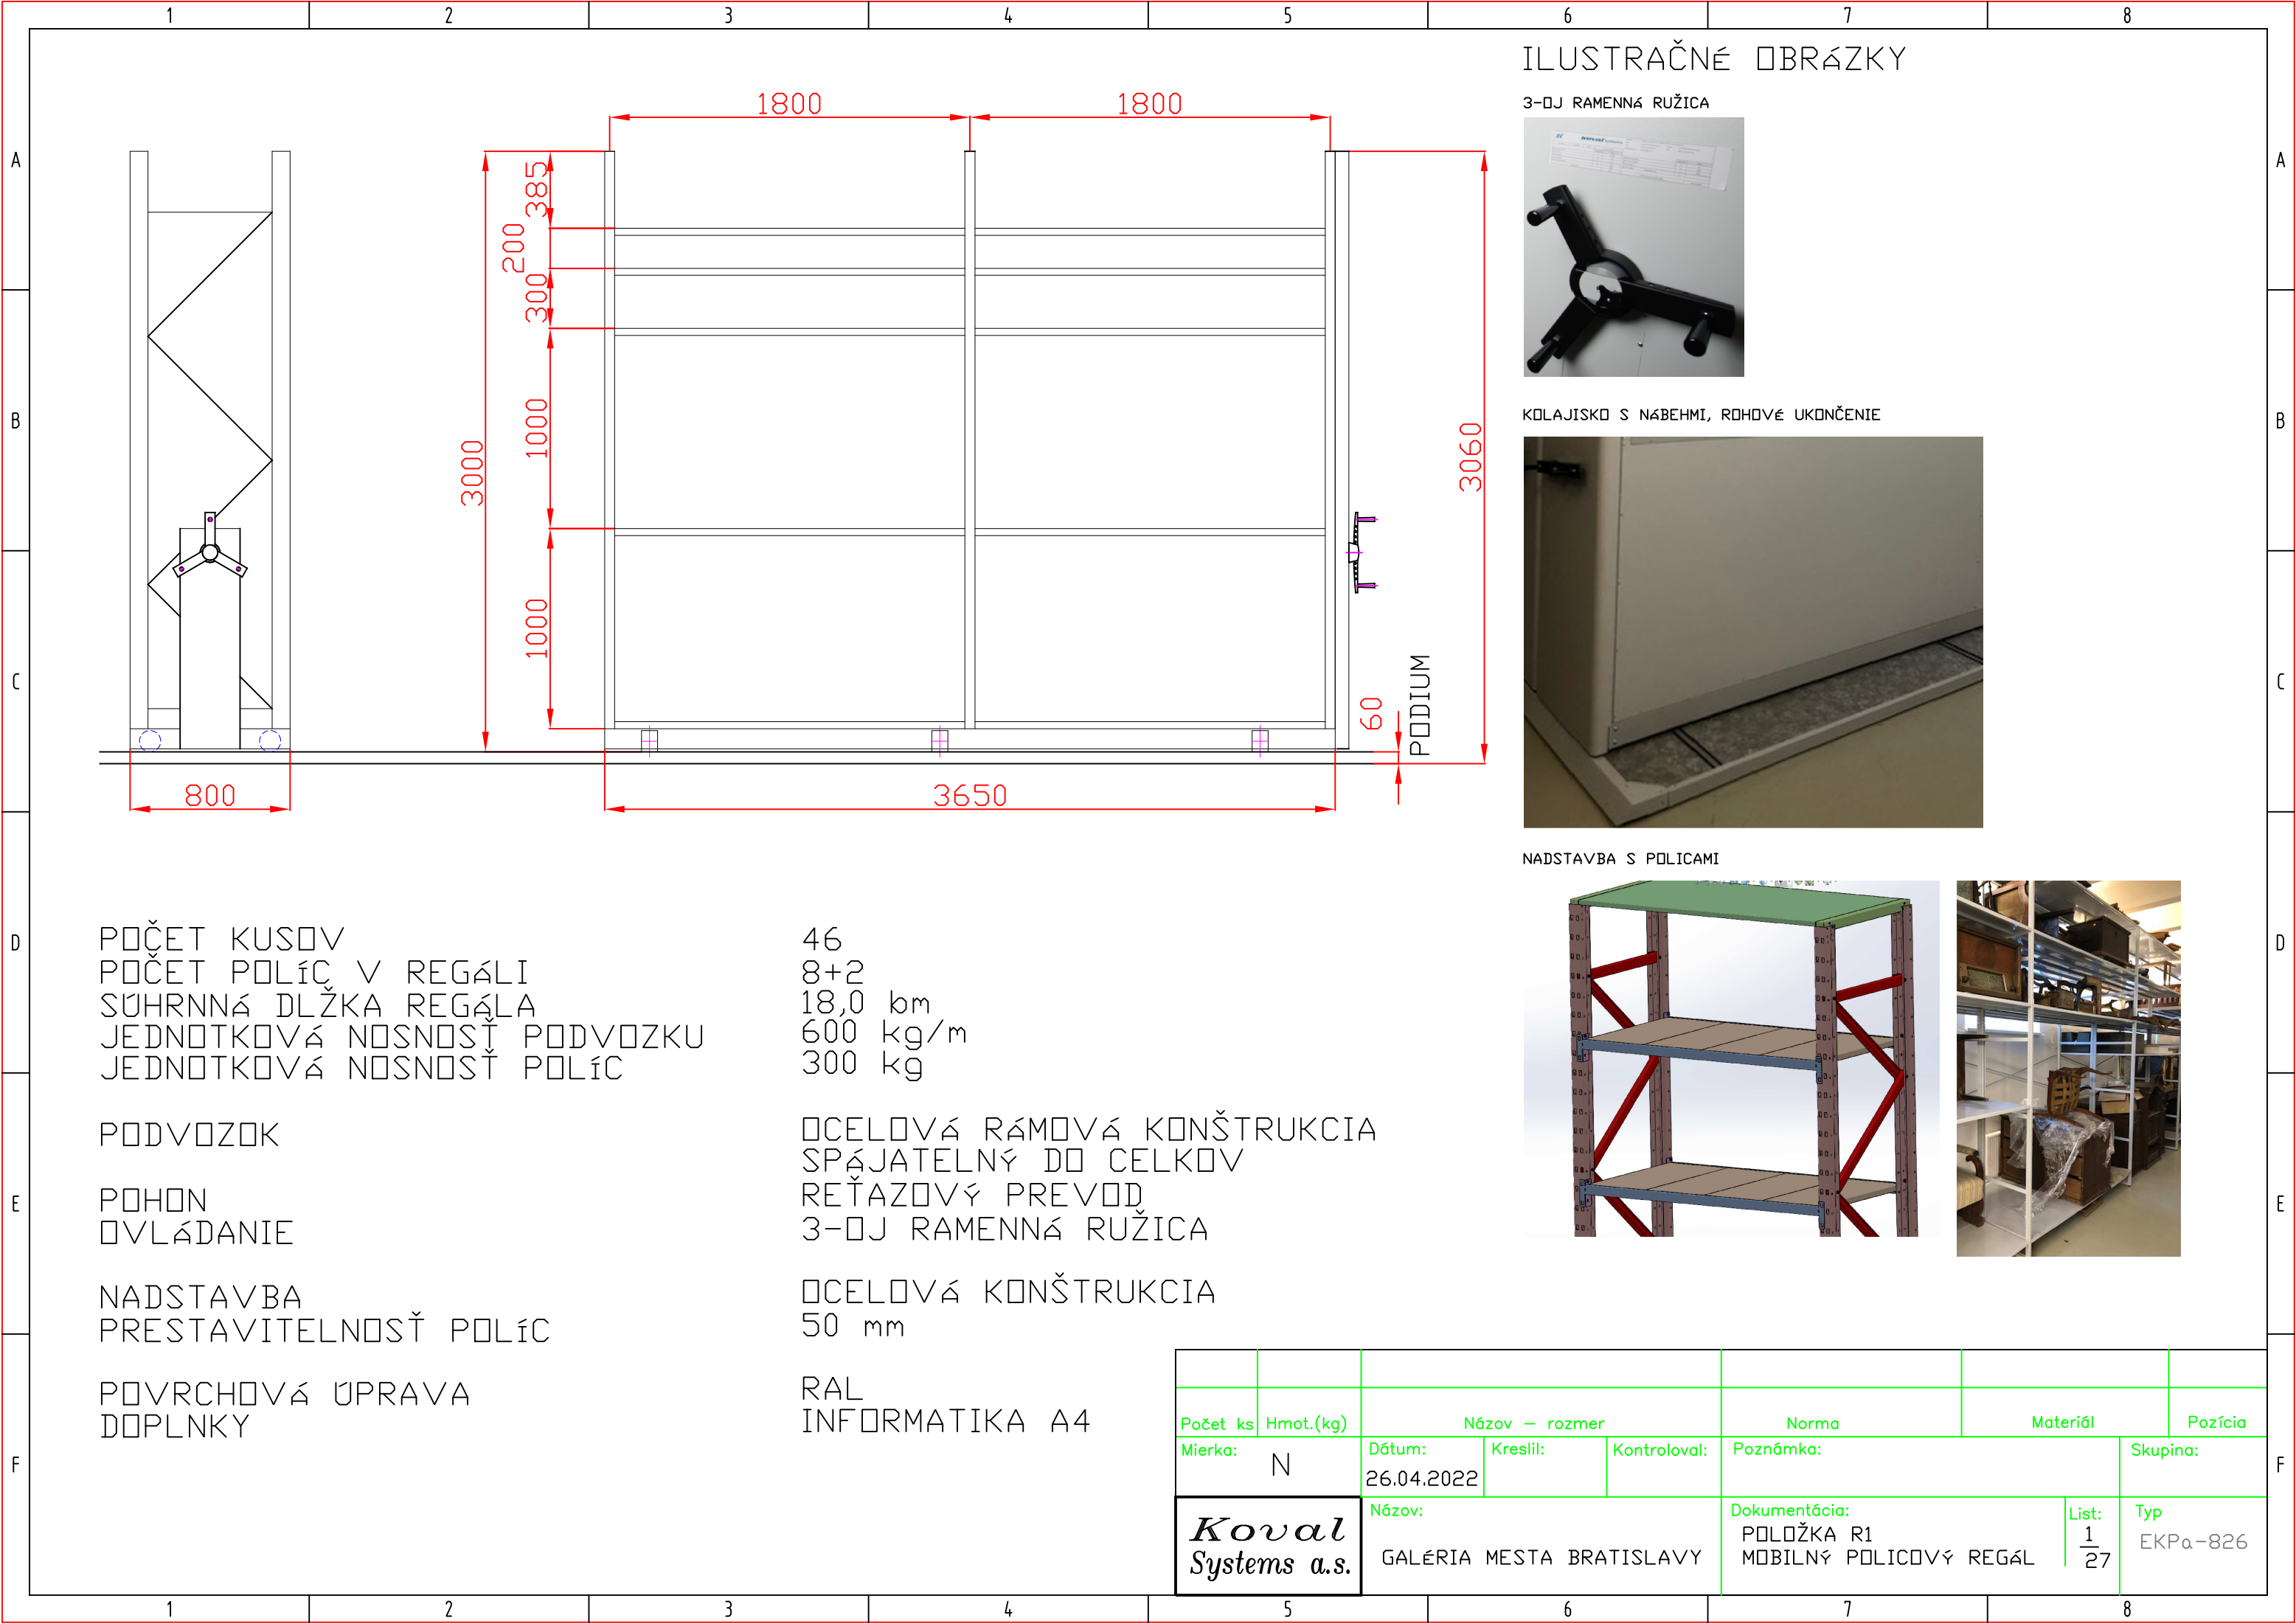 1 2 3 4 5 6 7 8
A A
B B
C C
D D
E E
F F
1800 1800
385
200
300
1000
1000
3000
3060
60
PODIUM
800
3650
ILUSTRAČNÉ OBRÁZKY
3-OJ RAMENNÁ RUŽICA
KOLAJISKO S NÁBEHMI, ROHOVÉ UKONČENIE
NADSTAVBA S POLICAMI
POČET KUSOV 46
POČET POLÍC V REGÁLI 8+2
SÚHRNNÁ DLŽKA REGÁLA 18,0 bm
JEDNOTKOVÁ NOSNOSŤ PODVOZKU 600 kg/m
JEDNOTKOVÁ NOSNOSŤ POLÍC 300 kg
PODVOZOK OCELOVÁ RÁMOVÁ KONŠTRUKCIA
SPÁJATELNÝ DO CELKOV
POHON REŤAZOVÝ PREVOD
OVLÁDANIE 3-OJ RAMENNÁ RUŽICA
NADSTAVBA OCELOVÁ KONŠTRUKCIA
PRESTAVITELNOSŤ POLÍC 50 mm
POVRCHOVÁ ÚPRAVA RAL
DOPLNKY INFORMATIKA A4
Počet ks Hmot.(kg) Názov – rozmer Norma Materiál Pozícia
Mierka: N Dátum: Kreslil: Kontroloval: Poznámka: Skupina:
26.04.2022
Koval
Systems a.s.
Názov:
GALÉRIA MESTA BRATISLAVY
Dokumentácia:
POLOŽKA R1
MOBILNÝ POLICOVÝ REGÁL
List:
1
27
Typ
EKPa-826
1 2 3 4 5 6 7 8